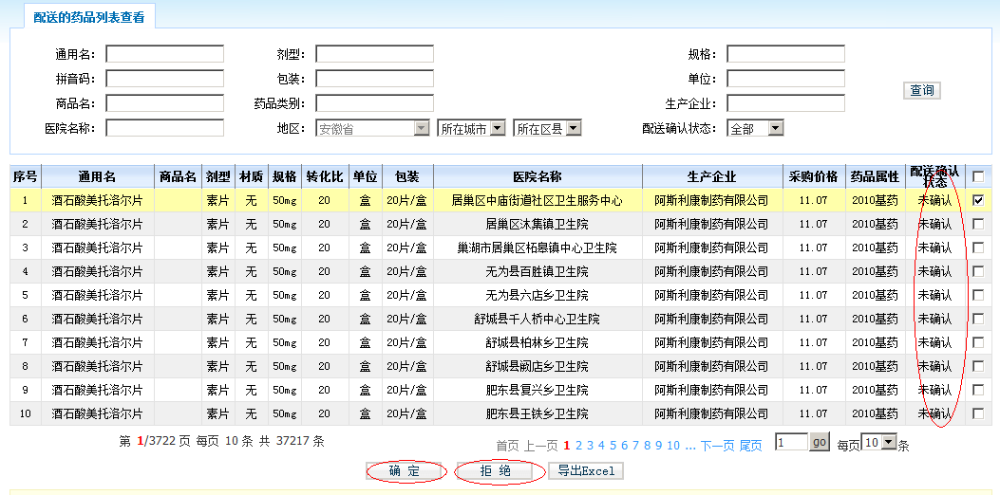 配送的药品列表查看
通用名： 剂型： 规格：
拼音码： 包装： 单位：
查询
商品名： 药品类别： 生产企业：
医院名称： 地区： 安徽省 所在城市 所在区县 配送确认状态： 全部
序号 通用名 商品名 剂型 材质 规格 转化比 单位 包装 医院名称 生产企业 采购价格 药品属性 配送确认状态
1 酒石酸美托洛尔片 素片 无 50mg 20 盒 20片/盒 居巢区中庙街道社区卫生服务中心 阿斯利康制药有限公司 11.07 2010基药 未确认
2 酒石酸美托洛尔片 素片 无 50mg 20 盒 20片/盒 居巢区沐集镇卫生院 阿斯利康制药有限公司 11.07 2010基药 未确认
3 酒石酸美托洛尔片 素片 无 50mg 20 盒 20片/盒 巢湖市居巢区柘皋镇中心卫生院 阿斯利康制药有限公司 11.07 2010基药 未确认
4 酒石酸美托洛尔片 素片 无 50mg 20 盒 20片/盒 无为县百胜镇卫生院 阿斯利康制药有限公司 11.07 2010基药 未确认
5 酒石酸美托洛尔片 素片 无 50mg 20 盒 20片/盒 无为县六店乡卫生院 阿斯利康制药有限公司 11.07 2010基药 未确认
6 酒石酸美托洛尔片 素片 无 50mg 20 盒 20片/盒 舒城县千人桥中心卫生院 阿斯利康制药有限公司 11.07 2010基药 未确认
7 酒石酸美托洛尔片 素片 无 50mg 20 盒 20片/盒 舒城县柏林乡卫生院 阿斯利康制药有限公司 11.07 2010基药 未确认
8 酒石酸美托洛尔片 素片 无 50mg 20 盒 20片/盒 舒城县阙店乡卫生院 阿斯利康制药有限公司 11.07 2010基药 未确认
9 酒石酸美托洛尔片 素片 无 50mg 20 盒 20片/盒 肥东县复兴乡卫生院 阿斯利康制药有限公司 11.07 2010基药 未确认
10 酒石酸美托洛尔片 素片 无 50mg 20 盒 20片/盒 肥东县王铁乡卫生院 阿斯利康制药有限公司 11.07 2010基药 未确认
第 1/3722 页 每页 10 条 共 37217 条 首页 上一页 1 2 3 4 5 6 7 8 9 10 ... 下一页 尾页 1 go 每页 10 条
确 定 拒 绝 导出Excel